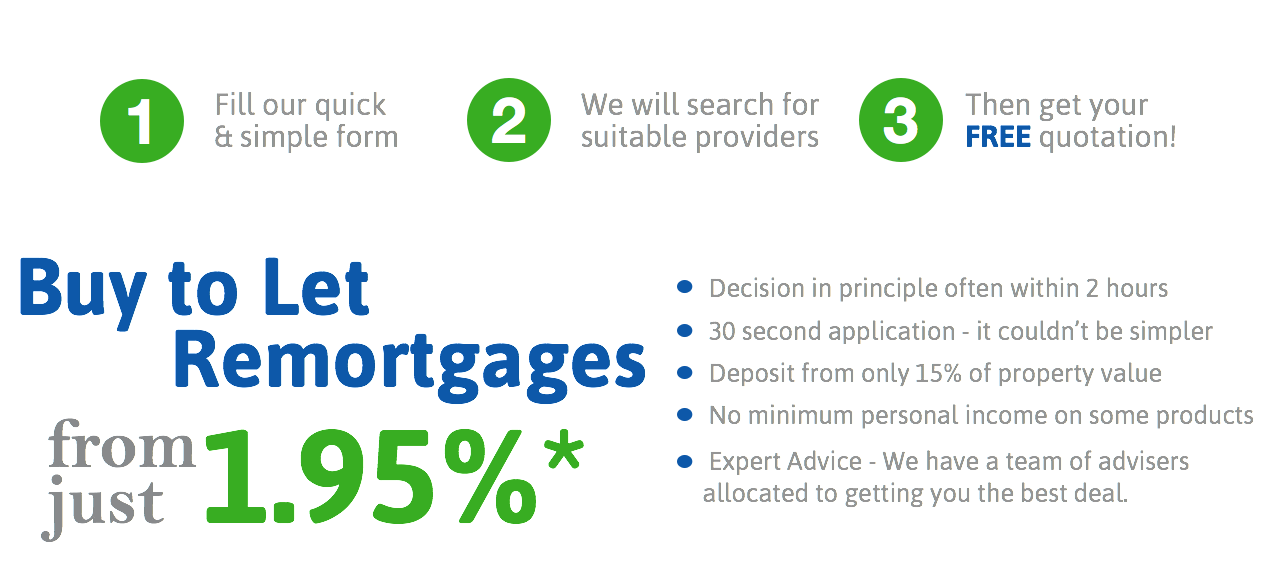 1 Fill our quick
& simple form
2 We will search for
suitable providers
3 Then get your
FREE quotation!
Buy to Let
Remortgages
from
just 1.95%*
Decision in principle often within 2 hours
30 second application - it couldn't be simpler
Deposit from only 15% of property value
No minimum personal income on some products
Expert Advice - We have a team of advisers
allocated to getting you the best deal.